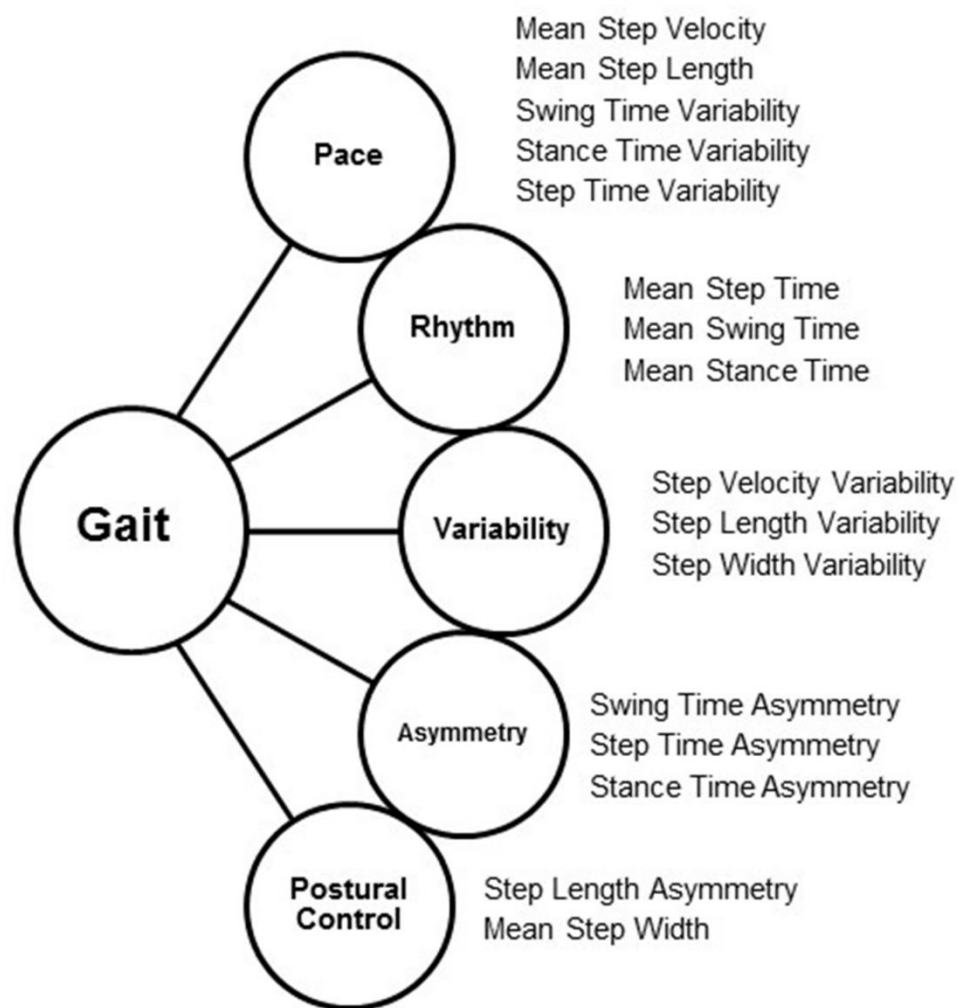 Mean Step Velocity
Mean Step Length
Swing Time Variability
Stance Time Variability
Step Time Variability
Pace
Mean Step Time
Mean Swing Time
Mean Stance Time
Rhythm
Step Velocity Variability
Step Length Variability
Step Width Variability
Gait
Variability
Swing Time Asymmetry
Step Time Asymmetry
Stance Time Asymmetry
Asymmetry
Postural
Control
Step Length Asymmetry
Mean Step Width